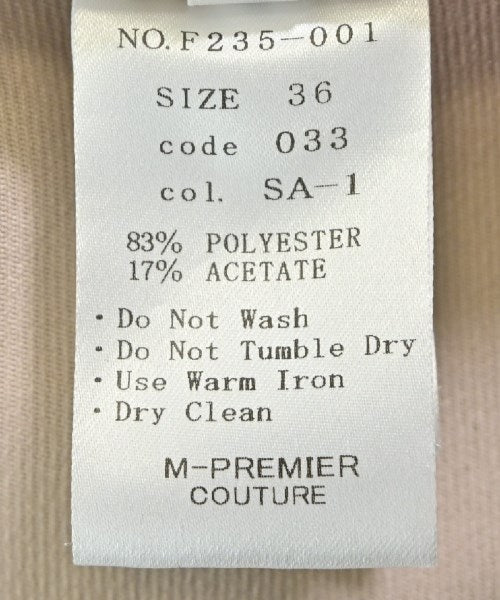 NO. F235-001
SIZE 36
code 033
col. SA-1
83% POLYESTER
17% ACETATE
・Do Not Wash
・Do Not Tumble Dry
・Use Warm Iron
・Dry Clean
M-PREMIER
COUTURE